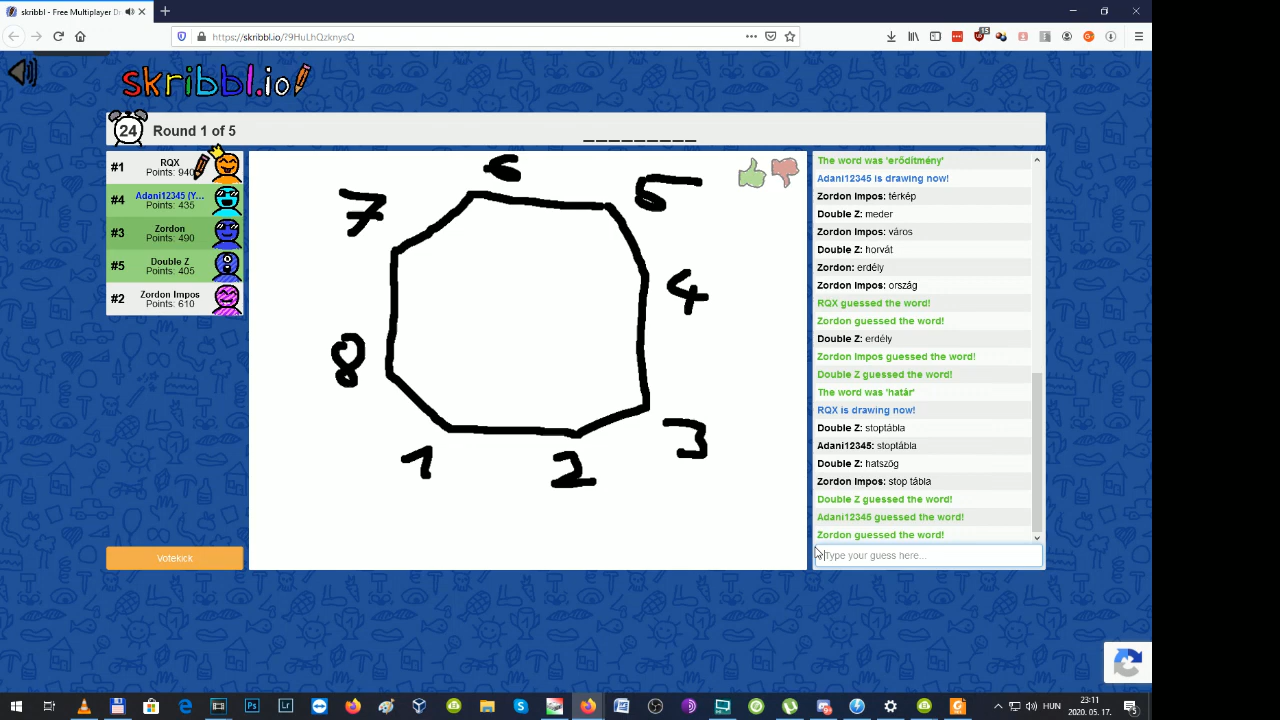 skribbl - Free Multiplayer Dr
https://skribbl.io/?9HuLhQzknysQ
15
skribbl.io
24
Round 1 of 5
_________
#1
RQX
Points: 940
#4
Adani12345 (Y...
Points: 435
#3
Zordon
Points: 490
#5
Double Z
Points: 405
#2
Zordon Impos
Points: 610
Votekick
6
7
5
4
8
3
1
2
The word was 'erődítmény'
Adani12345 is drawing now!
Zordon Impos: térkép
Double Z: meder
Zordon Impos: város
Double Z: horvát
Zordon: erdély
Zordon Impos: ország
RQX guessed the word!
Zordon guessed the word!
Double Z: erdély
Zordon Impos guessed the word!
Double Z guessed the word!
The word was 'határ'
RQX is drawing now!
Double Z: stoptábla
Adani12345: stoptábla
Double Z: hatszög
Zordon Impos: stop tábla
Double Z guessed the word!
Adani12345 guessed the word!
Zordon guessed the word!
Type your guess here...
HUN
23:11
2020. 05. 17.
5